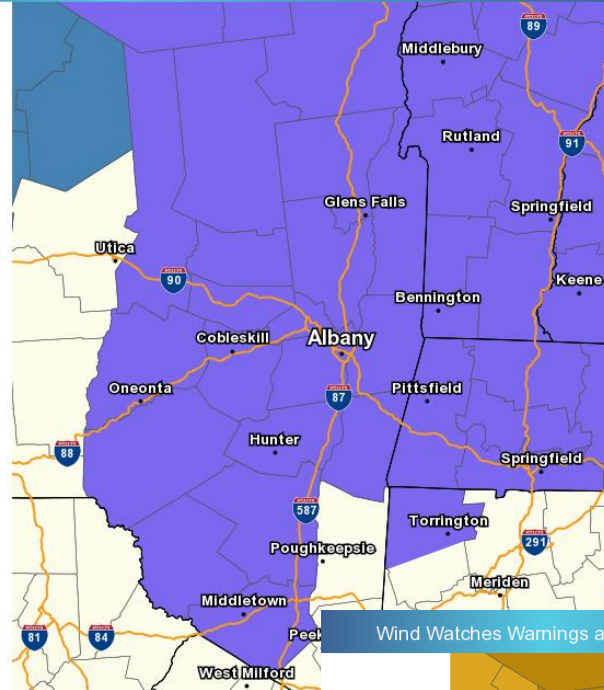 89
Middlebury
Rutland
91
Glens Falls
Springfield
Utica
90
Keene
Bennington
Cobleskill
Albany
Oneonta
87
Pittsfield
Hunter
88
Springfield
587
Torrington
291
Poughkeepsie
Meriden
Middletown
81
84
Peek
Wind Watches Warnings a
West Milford